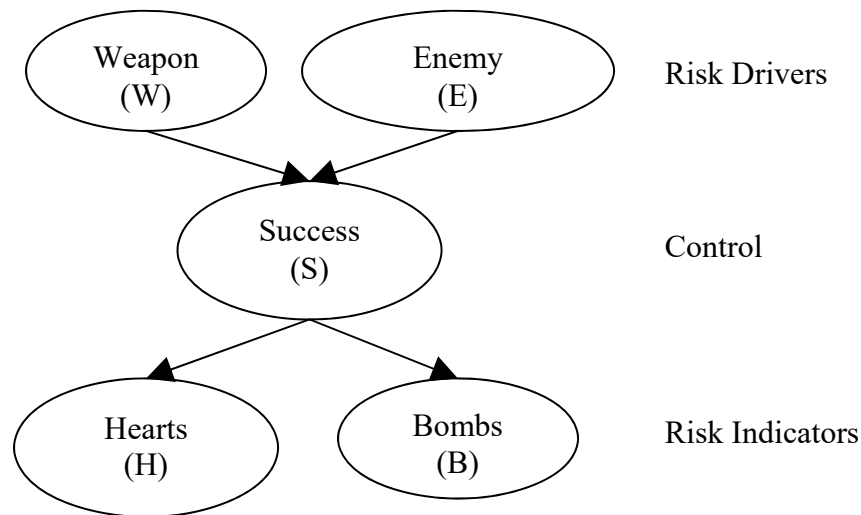 Weapon
(W)
Enemy
(E)
Risk Drivers
Success
(S)
Control
Hearts
(H)
Bombs
(B)
Risk Indicators